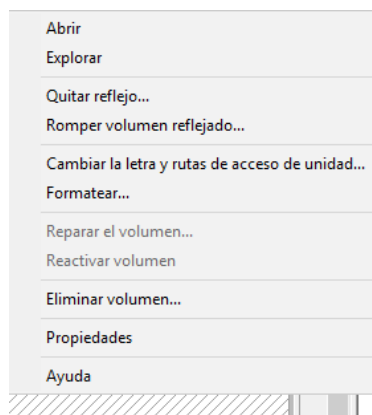 Abrir
Explorar
Quitar reflejo...
Romper volumen reflejado...
Cambiar la letra y rutas de acceso de unidad...
Formatear...
Reparar el volumen...
Reactivar volumen
Eliminar volumen...
Propiedades
Ayuda